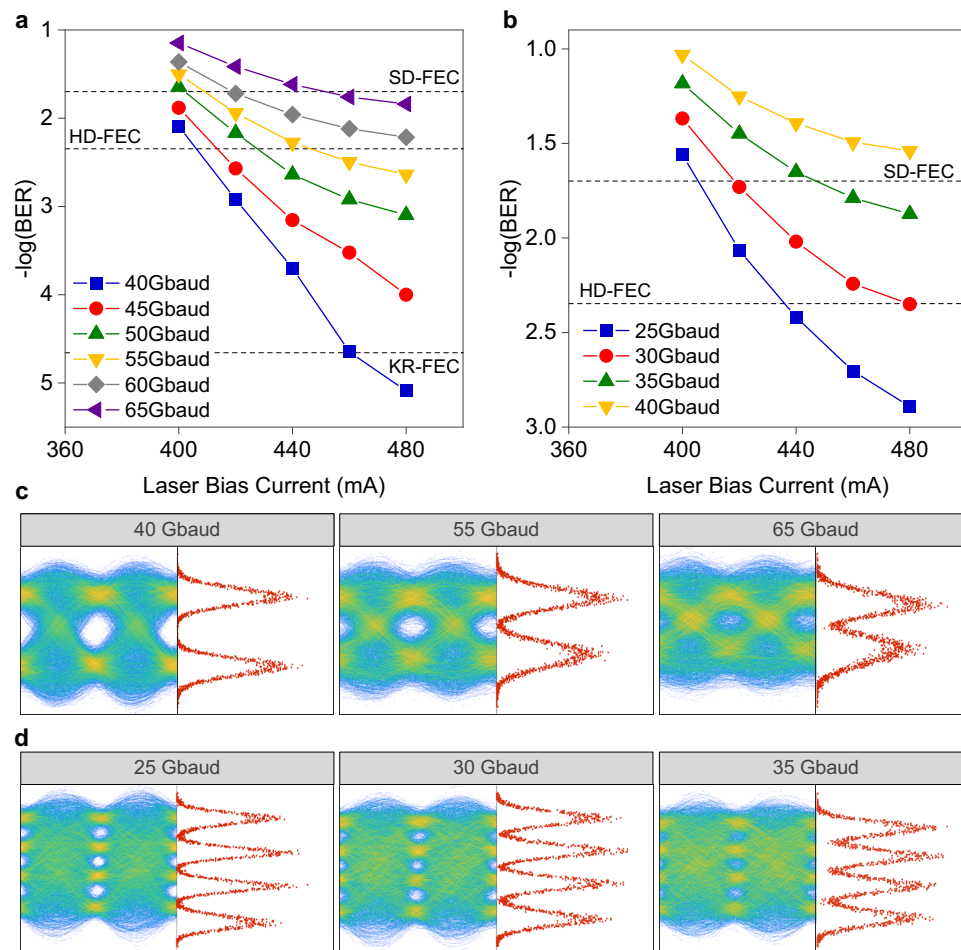 a
1
2
3
4
5
-log(BER)
SD-FEC
HD-FEC
KR-FEC
40Gbaud
45Gbaud
50Gbaud
55Gbaud
60Gbaud
65Gbaud
360 400 440 480
Laser Bias Current (mA)
b
1.0
1.5
2.0
2.5
3.0
-log(BER)
SD-FEC
HD-FEC
25Gbaud
30Gbaud
35Gbaud
40Gbaud
360 400 440 480
Laser Bias Current (mA)
c
40 Gbaud 55 Gbaud 65 Gbaud
d
25 Gbaud 30 Gbaud 35 Gbaud